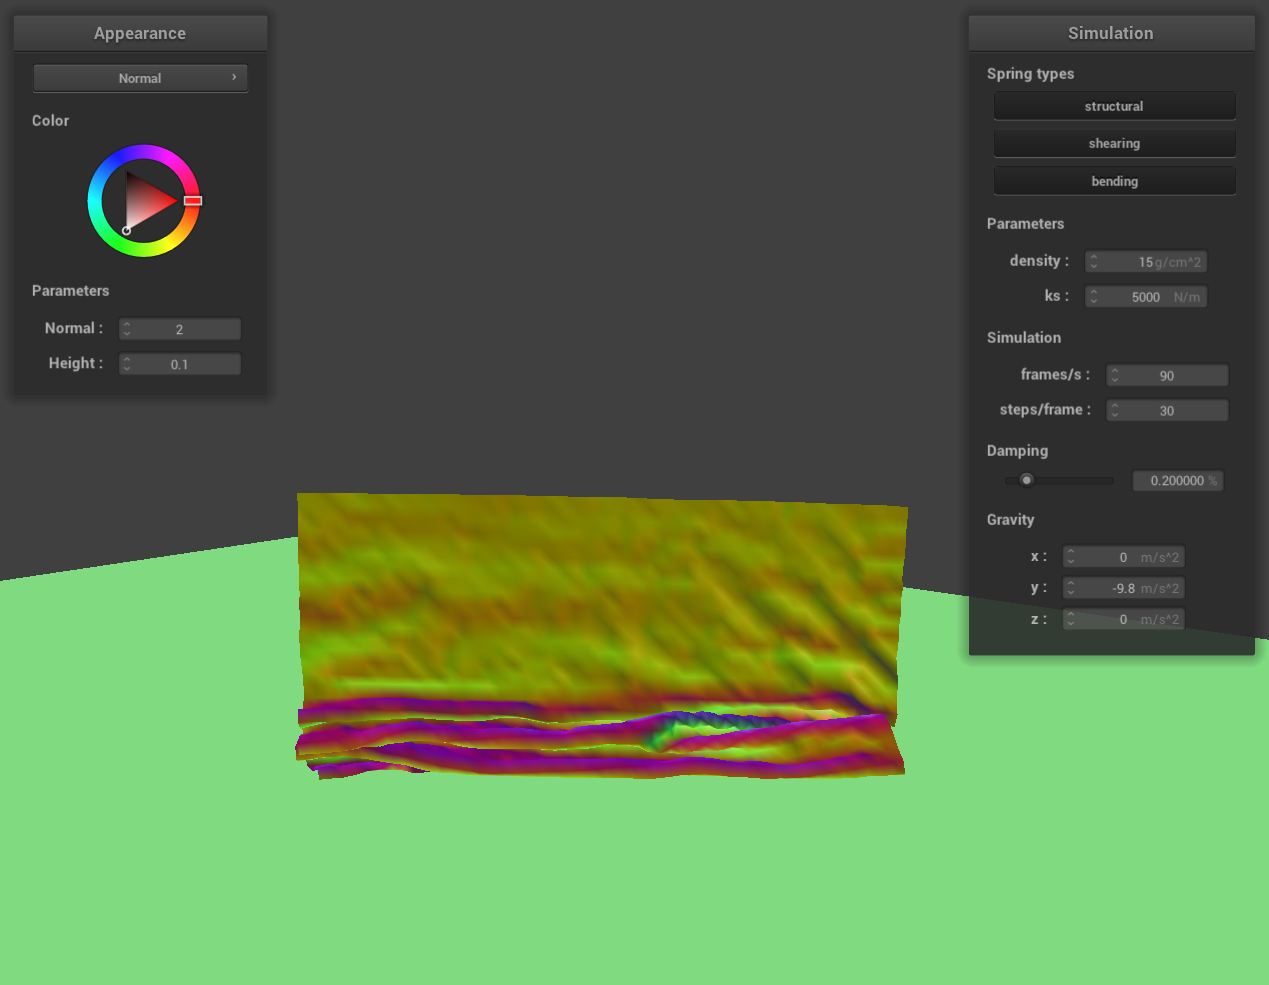 Appearance
Normal
Color
Parameters
Normal : 2
Height : 0.1
Simulation
Spring types
structural
shearing
bending
Parameters
density : 15 g/cm^2
ks : 5000 N/m
Simulation
frames/s : 90
steps/frame : 30
Damping
0.200000 %
Gravity
x : 0 m/s^2
y : -9.8 m/s^2
z : 0 m/s^2